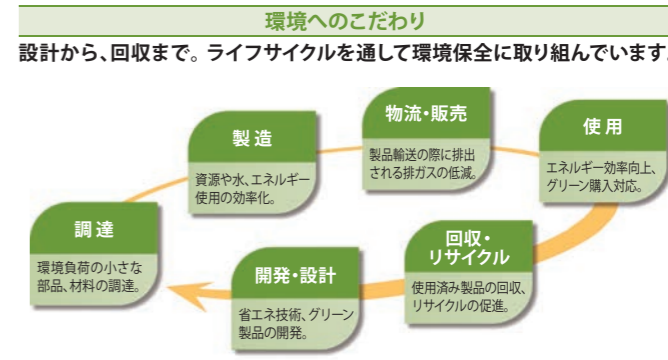 環境へのこだわり
設計から、回収まで。ライフサイクルを通して環境保全に取り組んでいます。
物流・販売
製品輸送の際に排出
される排ガスの低減。
使用
エネルギー効率向上、
グリーン購入対応。
製造
資源や水、エネルギー
使用の効率化。
調達
環境負荷の小さな
部品、材料の調達。
開発・設計
省エネ技術、グリーン
製品の開発。
回収・
リサイクル
使用済み製品の回収、
リサイクルの促進。